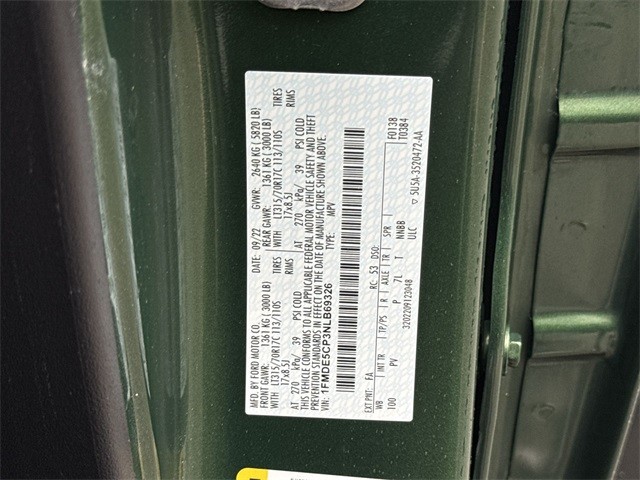 MFD. BY FORD MOTOR CO.
DATE: 09/22 GVWR: 2640 KG (5820 LB)
FRONT GAWR: 1361 KG (3000 LB) REAR GAWR: 1361 KG (3000 LB)
WITH LT315/70R17C 113/110S TIRES WITH LT315/70R17C 113/110S TIRES
17x8.5J RIMS 17x8.5J RIMS
AT 270 kPa/ 39 PSI COLD AT 270 kPa/ 39 PSI COLD
THIS VEHICLE CONFORMS TO ALL APPLICABLE FEDERAL MOTOR VEHICLE SAFETY AND THEFT
PREVENTION STANDARDS IN EFFECT ON THE DATE OF MANUFACTURE SHOWN ABOVE.
VIN: 1FMDE5CP3NLB69326 TYPE: MPV
F0138
T0384
EXT PNT: FA RC: 53 DSO:
WB INT TR TP/PS R AXLE TR SPR
100 PV P 7L T NNBB
ULC
3202209123048
5U5A-3520472-AA